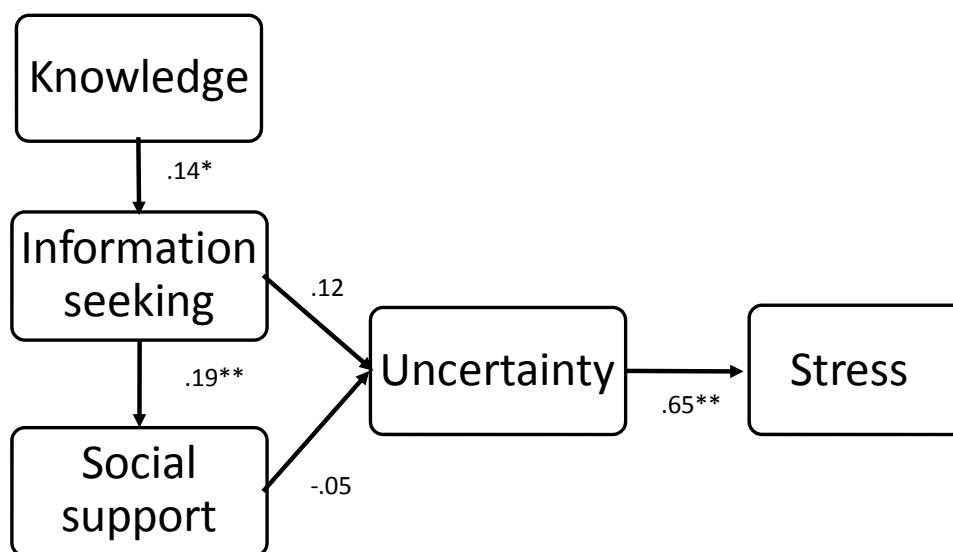 Knowledge
.14*
Information
seeking
.12
Uncertainty
Stress
.19**
.65**
Social
support
-.05